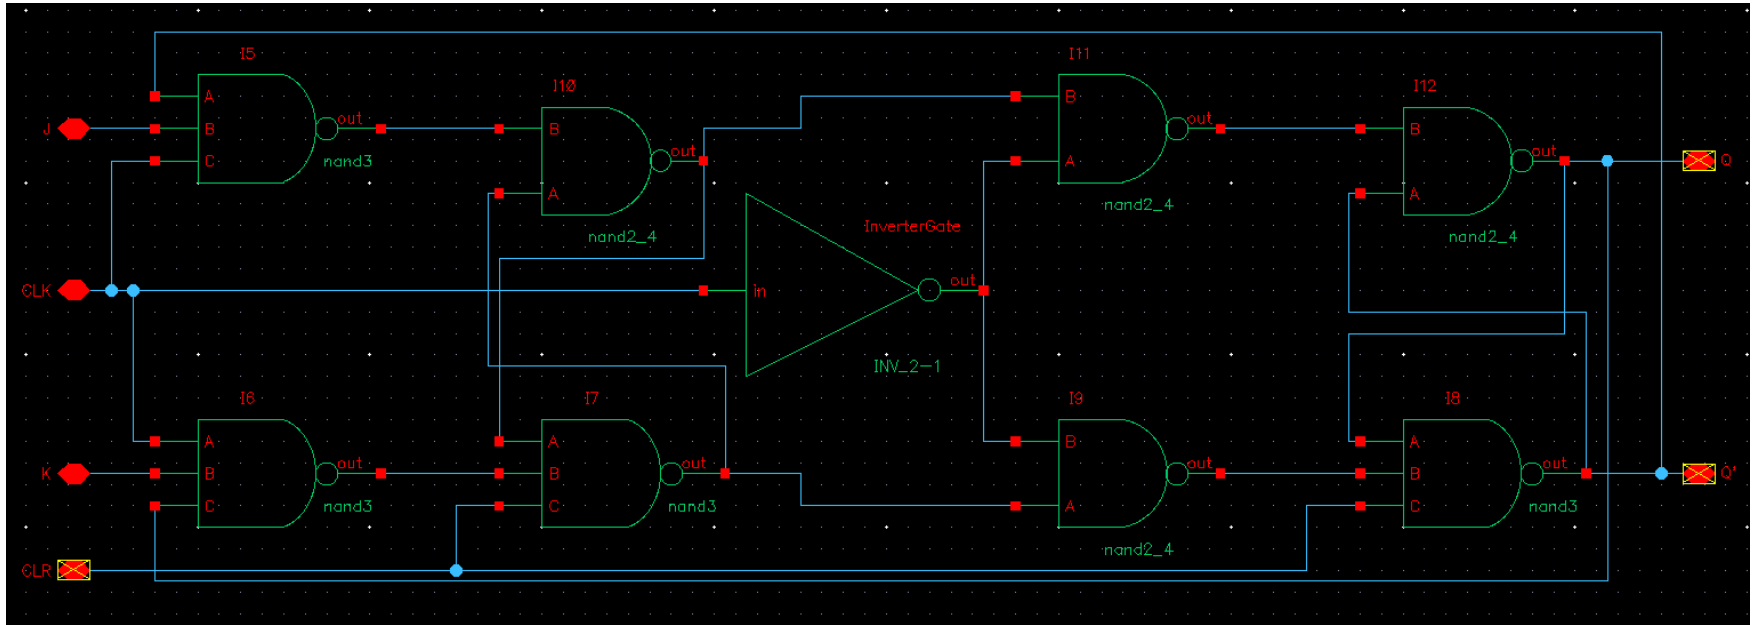 I5
I11
I10
I12
A
B
out
B
out
B
out
B
out
J
C
nand3
A
nand2_4
A
nand2_4
A
nand2_4
Q
InverterGate
CLK
in
out
INV_2-1
I6
I7
I9
I8
A
A
B
A
K
B
out
B
out
out
B
out
Q'
C
nand3
C
nand3
A
nand2_4
C
nand3
CLR